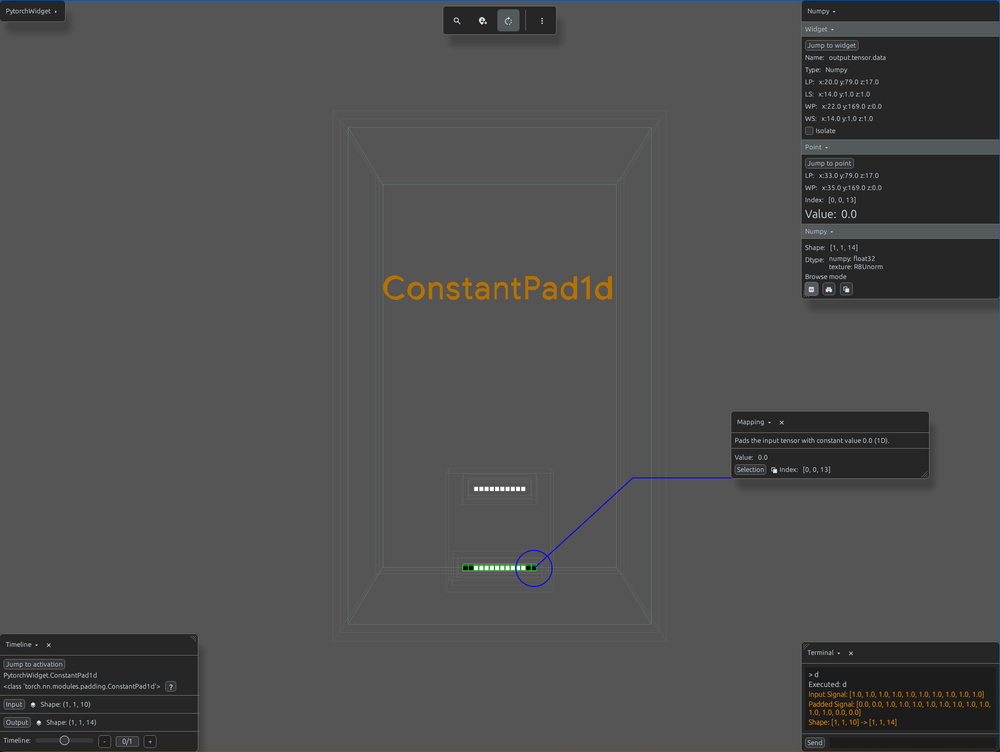 PytorchWidget
Numpy
Widget
Jump to widget
Name: output.tensor.data
Type: Numpy
LP: x:20.0 y:79.0 z:17.0
LS: x:14.0 y:1.0 z:1.0
WP: x:22.0 y:169.0 z:0.0
WS: x:14.0 y:1.0 z:1.0
Isolate
Point
Jump to point
LP: x:33.0 y:79.0 z:17.0
WP: x:35.0 y:169.0 z:0.0
Index: [0, 0, 13]
Value: 0.0
Numpy
Shape: [1, 1, 14]
Dtype: numpy: float32
texture: R8Unorm
Browse mode
ConstantPad1d
Mapping
Pads the input tensor with constant value 0.0 (1D).
Value: 0.0
Selection Index: [0, 0, 13]
Timeline
Jump to activation
PytorchWidget.ConstantPad1d
<class 'torch.nn.modules.padding.ConstantPad1d'> ?
Input Shape: (1, 1, 10)
Output Shape: (1, 1, 14)
Timeline: - 0/1 +
Terminal
> d
Executed: d
Input Signal: [1.0, 1.0, 1.0, 1.0, 1.0, 1.0, 1.0, 1.0, 1.0, 1.0]
Padded Signal: [0.0, 0.0, 1.0, 1.0, 1.0, 1.0, 1.0, 1.0, 1.0, 1.0,
1.0, 1.0, 0.0, 0.0]
Shape: [1, 1, 10] -> [1, 1, 14]
Send